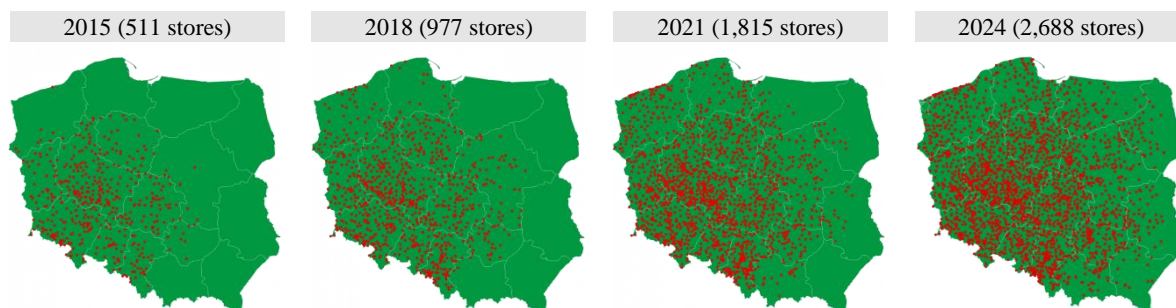 2015 (511 stores)
2018 (977 stores)
2021 (1,815 stores)
2024 (2,688 stores)